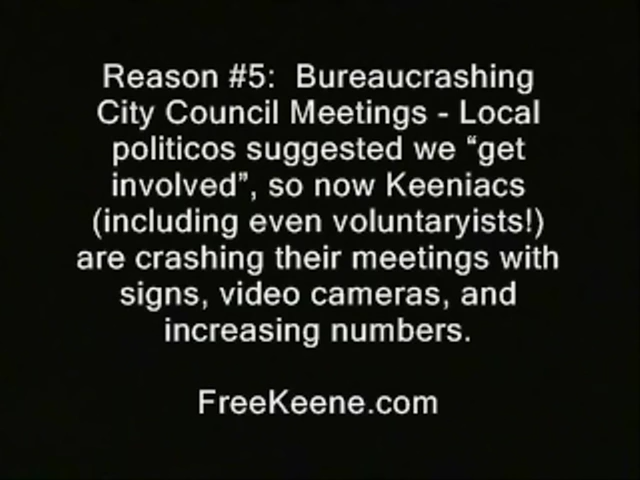 Reason #5:  Bureaucrashing
City Council Meetings - Local
politicos suggested we “get
involved”, so now Keeniacs
(including even voluntaryists!)
are crashing their meetings with
signs, video cameras, and
increasing numbers.
FreeKeene.com